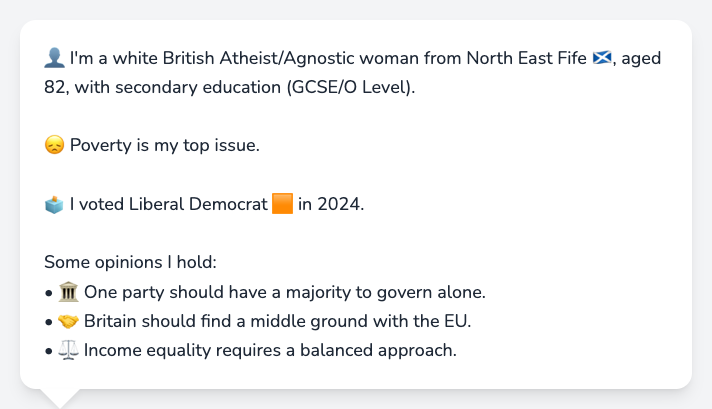 👤 I'm a white British Atheist/Agnostic woman from North East Fife 🏴󠁧󠁢󠁳󠁣󠁴󠁿, aged
82, with secondary education (GCSE/O Level).
😞 Poverty is my top issue.
🗳️ I voted Liberal Democrat 🟧 in 2024.
Some opinions I hold:
• 🏛️ One party should have a majority to govern alone.
• 🤝 Britain should find a middle ground with the EU.
• ⚖️ Income equality requires a balanced approach.